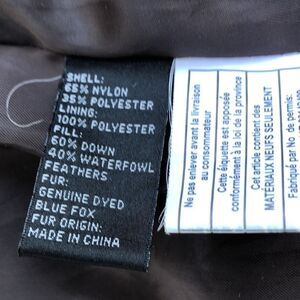 SHELL:
65% NYLON
35% POLYESTER
LINING:
100% POLYESTER
FILL:
60% DOWN
40% WATERFOWL
FEATHERS
FUR:
GENUINE DYED
BLUE FOX
FUR ORIGIN:
MADE IN CHINA
Ne pas enlever avant la livraison
au consommateur
Cette étiquette est apposée
conformément à la loi de la province
Cet article contient des
MATÉRIAUX NEUFS SEULEMENT
Fabriqué par No de permis: